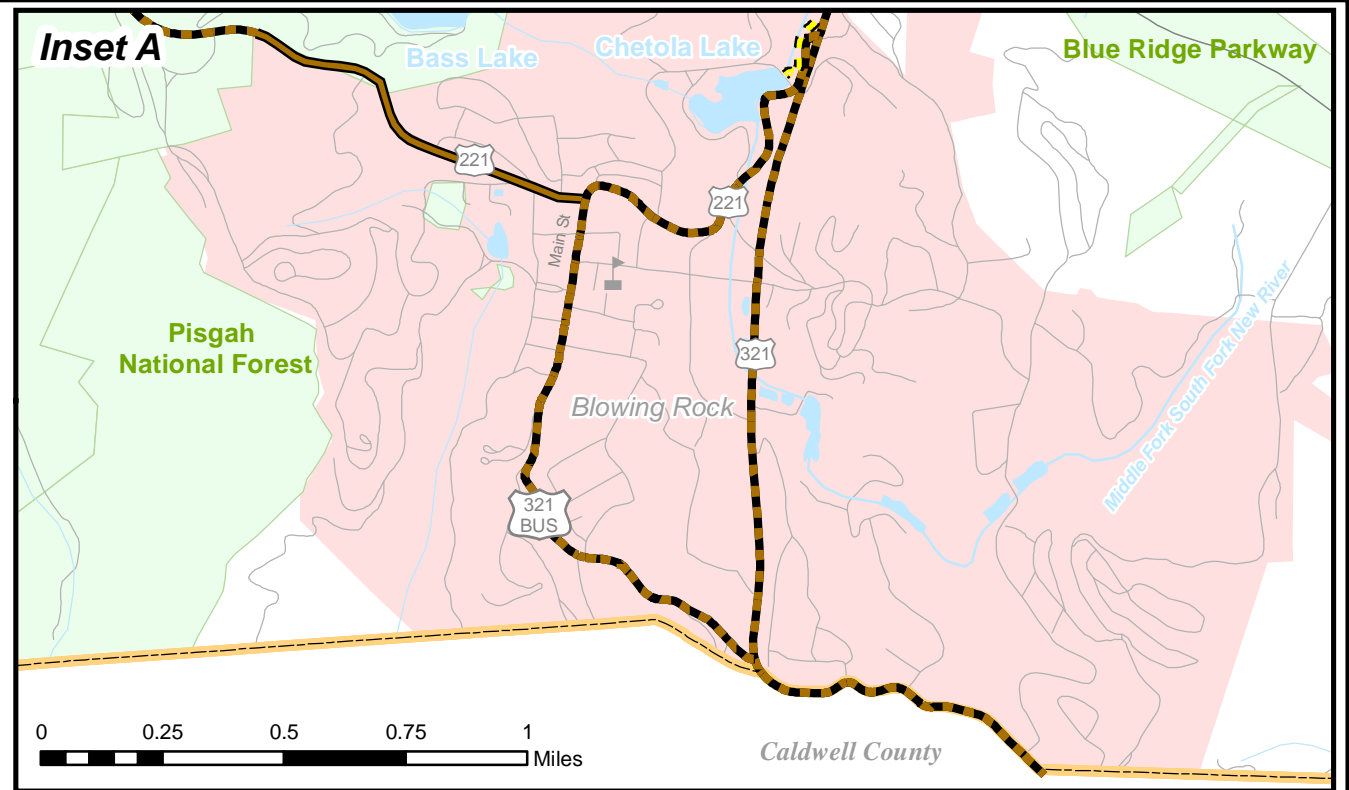 Inset A
Bass Lake
Chetola Lake
Blue Ridge Parkway
221
221
Main St
Pisgah
National Forest
321
Middle Fork South Fork New River
Blowing Rock
321
BUS
0 0.25 0.5 0.75 1
Miles
Caldwell County